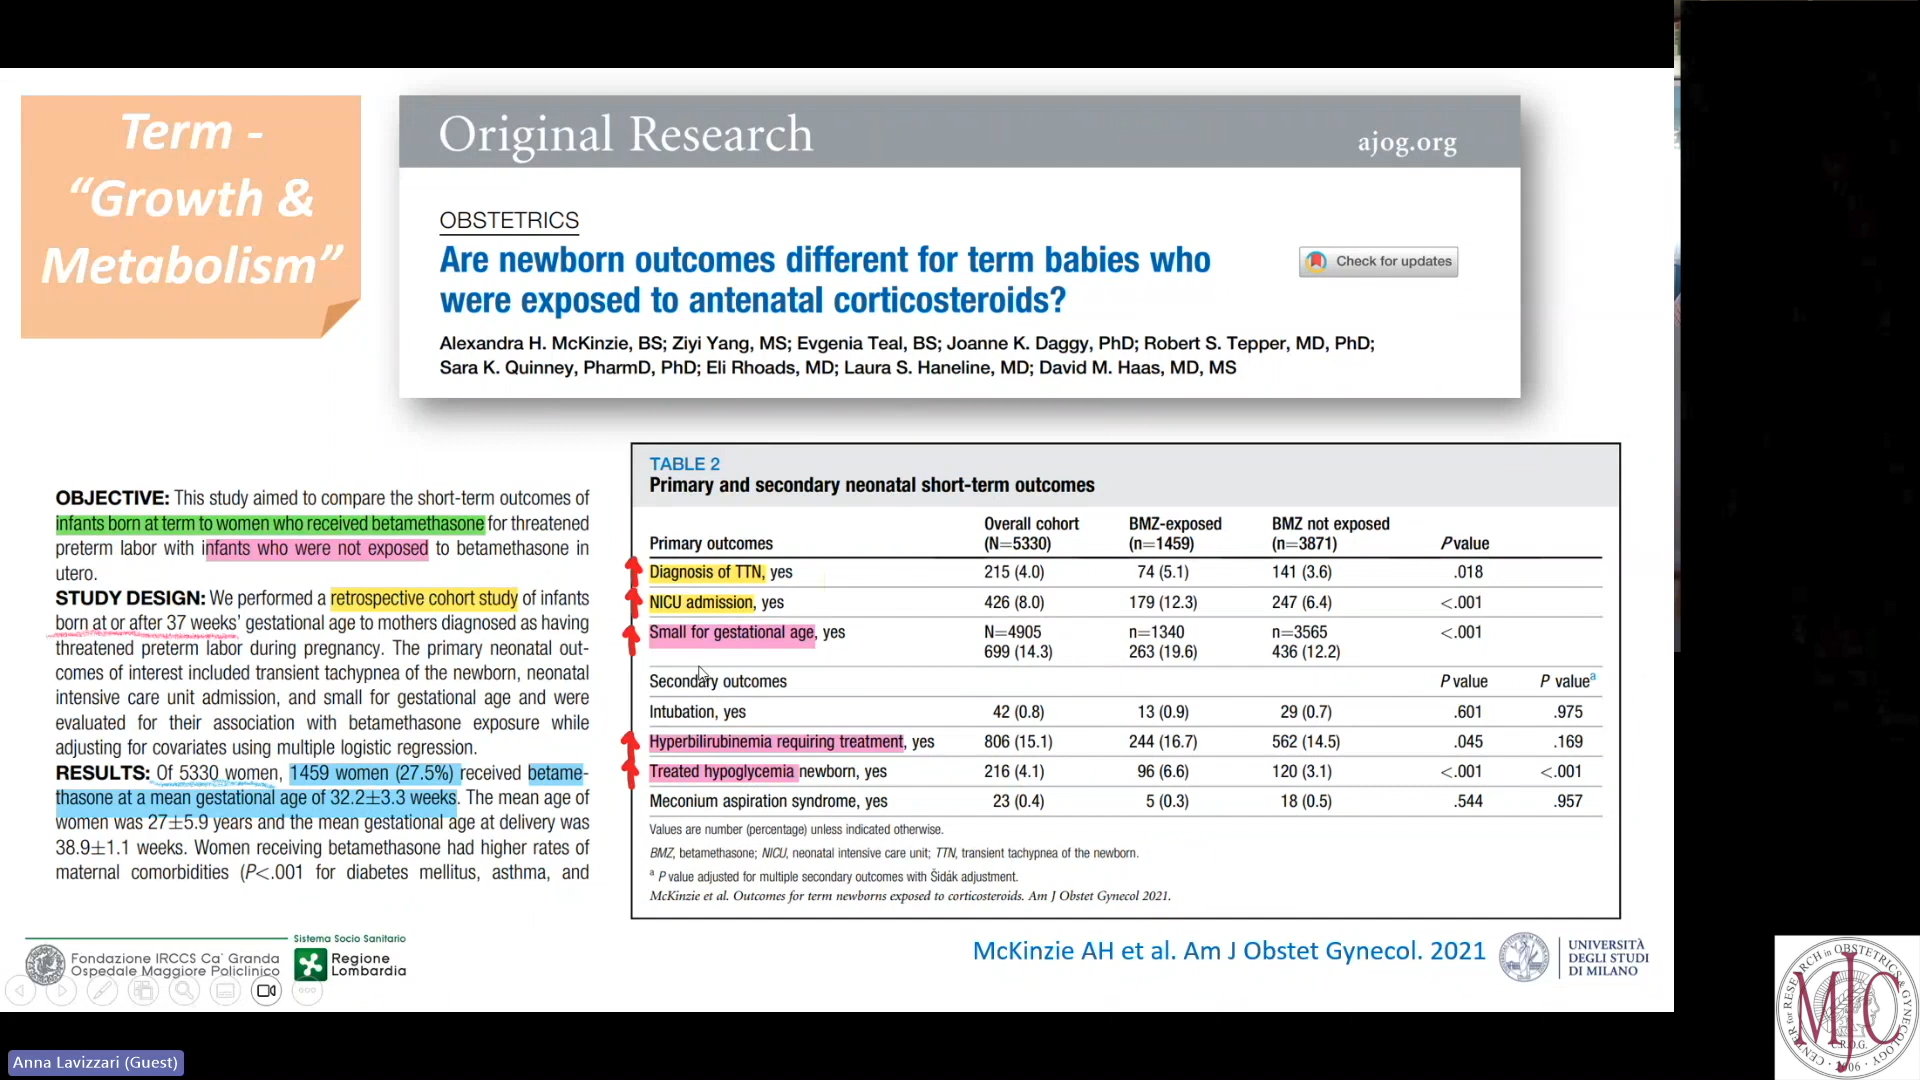 Term -
“Growth &
Metabolism”
Original Research
ajog.org
OBSTETRICS
Are newborn outcomes different for term babies who
were exposed to antenatal corticosteroids?
Check for updates
Alexandra H. McKinzie, BS; Ziyi Yang, MS; Evgenia Teal, BS; Joanne K. Daggy, PhD; Robert S. Tepper, MD, PhD;
Sara K. Quinney, PharmD, PhD; Eli Rhoads, MD; Laura S. Haneline, MD; David M. Haas, MD, MS
OBJECTIVE: This study aimed to compare the short-term outcomes of
infants born at term to women who received betamethasone for threatened
preterm labor with infants who were not exposed to betamethasone in
utero.
STUDY DESIGN: We performed a retrospective cohort study of infants
born at or after 37 weeks’ gestational age to mothers diagnosed as having
threatened preterm labor during pregnancy. The primary neonatal out-
comes of interest included transient tachypnea of the newborn, neonatal
intensive care unit admission, and small for gestational age and were
evaluated for their association with betamethasone exposure while
adjusting for covariates using multiple logistic regression.
RESULTS: Of 5330 women, 1459 women (27.5%) received betame-
thasone at a mean gestational age of 32.2±3.3 weeks. The mean age of
women was 27±5.9 years and the mean gestational age at delivery was
38.9±1.1 weeks. Women receiving betamethasone had higher rates of
maternal comorbidities (P<.001 for diabetes mellitus, asthma, and
TABLE 2
Primary and secondary neonatal short-term outcomes
Primary outcomes Overall cohort (N=5330) BMZ-exposed (n=1459) BMZ not exposed (n=3871) P value
Diagnosis of TTN, yes 215 (4.0) 74 (5.1) 141 (3.6) .018
NICU admission, yes 426 (8.0) 179 (12.3) 247 (6.4) <.001
Small for gestational age, yes N=4905 n=1340 n=3565 <.001
699 (14.3) 263 (19.6) 436 (12.2)
Secondary outcomes P value P value a
Intubation, yes 42 (0.8) 13 (0.9) 29 (0.7) .601 .975
Hyperbilirubinemia requiring treatment, yes 806 (15.1) 244 (16.7) 562 (14.5) .045 .169
Treated hypoglycemia newborn, yes 216 (4.1) 96 (6.6) 120 (3.1) <.001 <.001
Meconium aspiration syndrome, yes 23 (0.4) 5 (0.3) 18 (0.5) .544 .957
Values are number (percentage) unless indicated otherwise.
BMZ, betamethasone; NICU, neonatal intensive care unit; TTN, transient tachypnea of the newborn.
a P value adjusted for multiple secondary outcomes with Šidák adjustment.
McKinzie et al. Outcomes for term newborns exposed to corticosteroids. Am J Obstet Gynecol 2021.
McKinzie AH et al. Am J Obstet Gynecol. 2021
Fondazione IRCCS Ca' Granda
Ospedale Maggiore Policlinico
Sistema Socio Sanitario
Regione
Lombardia
UNIVERSITÀ
DEGLI STUDI
DI MILANO
Anna Lavizzari (Guest)
CENTER for RESEARCH in OBSTETRICS & GYNECOLOGY
MJC
C.R.O.G.
2006